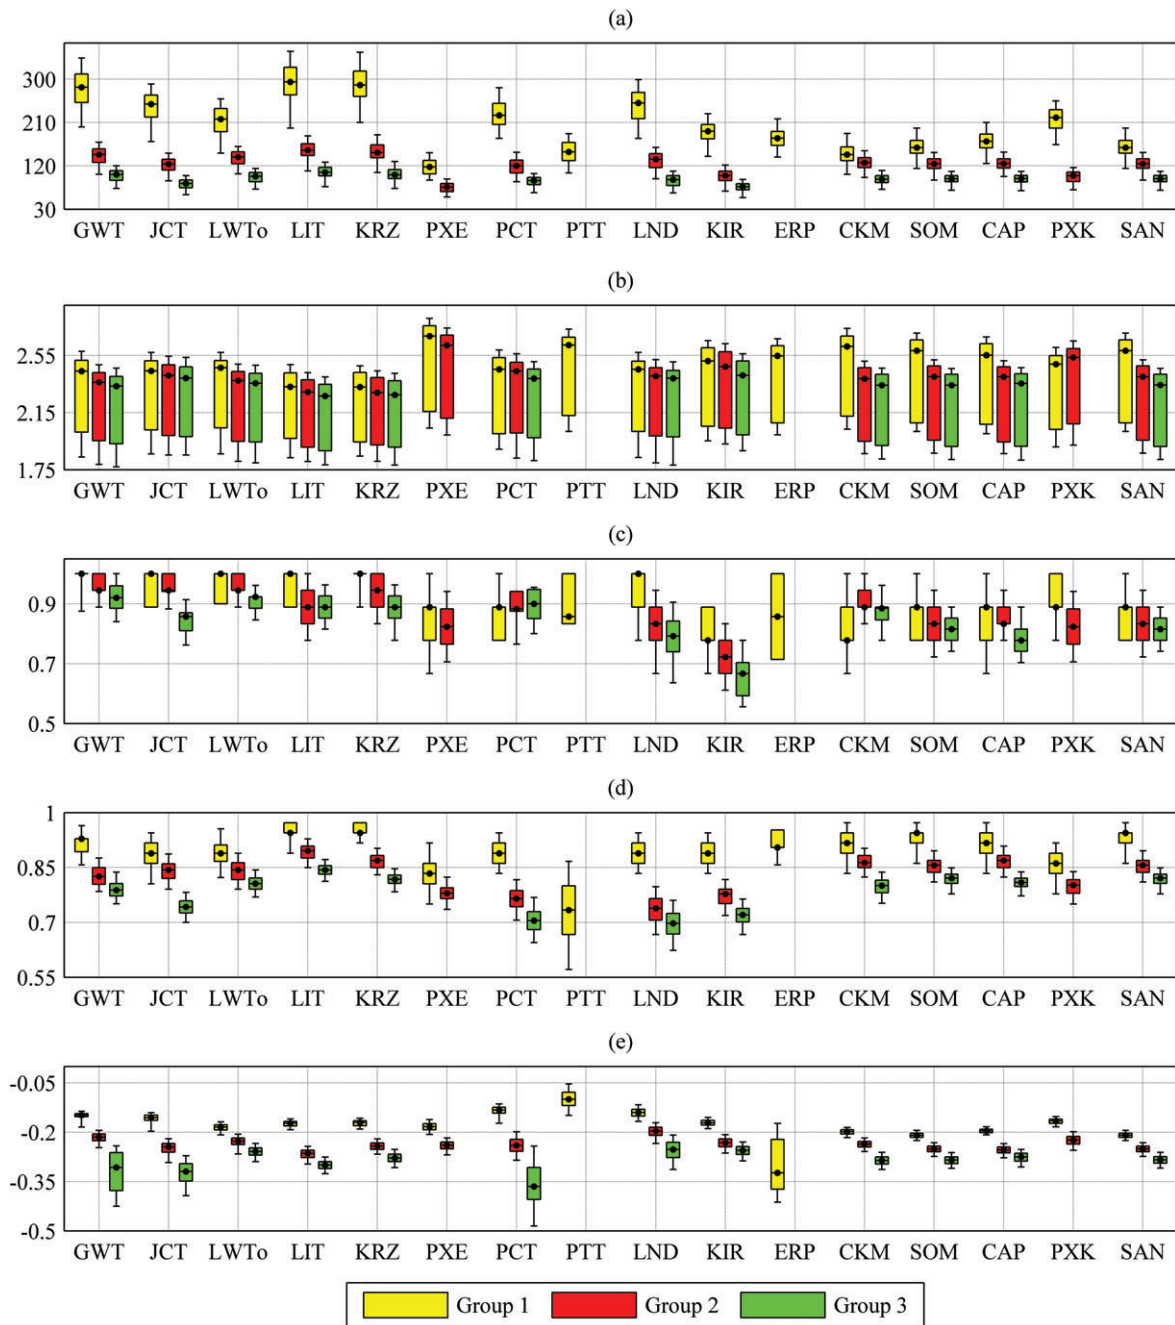 (a)
300
210
120
30
GWT JCT LWTo LIT KRZ PXE PCT PTT LND KIR ERP CKM SOM CAP PXK SAN
(b)
2.55
2.15
1.75
GWT JCT LWTo LIT KRZ PXE PCT PTT LND KIR ERP CKM SOM CAP PXK SAN
(c)
0.9
0.7
0.5
GWT JCT LWTo LIT KRZ PXE PCT PTT LND KIR ERP CKM SOM CAP PXK SAN
(d)
1
0.85
0.7
0.55
GWT JCT LWTo LIT KRZ PXE PCT PTT LND KIR ERP CKM SOM CAP PXK SAN
(e)
-0.05
-0.2
-0.35
-0.5
GWT JCT LWTo LIT KRZ PXE PCT PTT LND KIR ERP CKM SOM CAP PXK SAN
Group 1 Group 2 Group 3